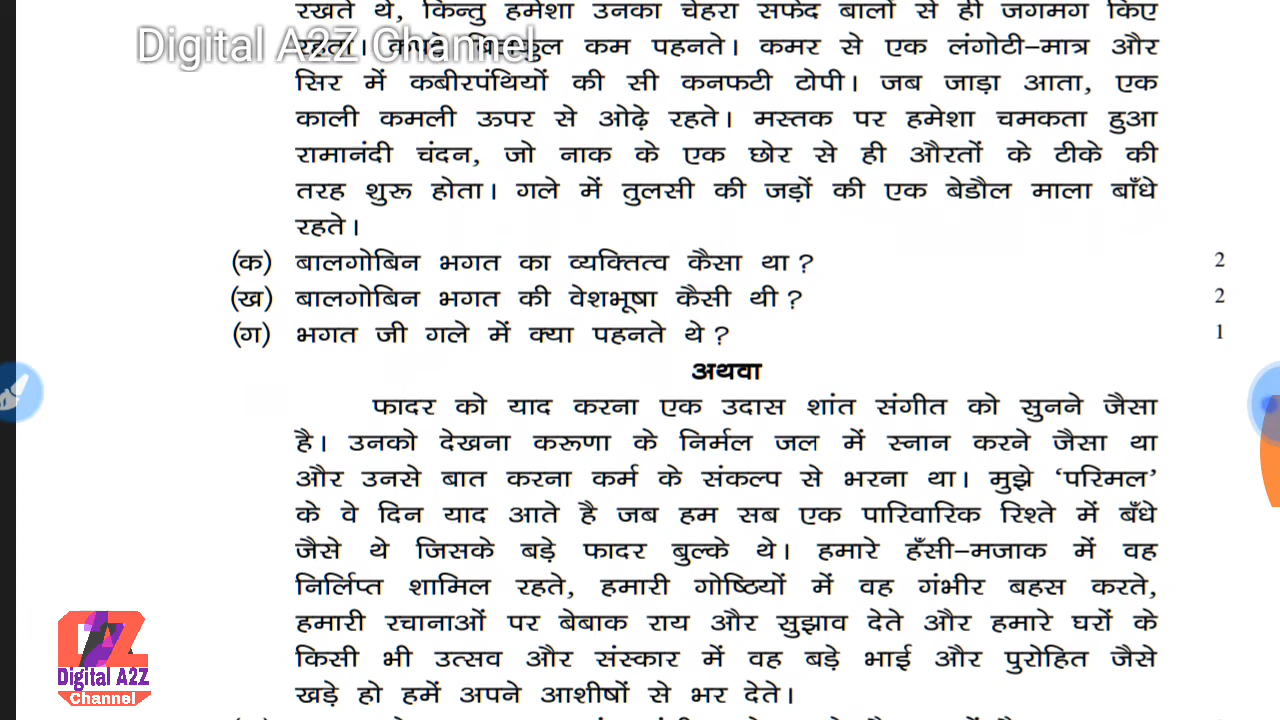 रखते थे, किन्तु हमेशा उनका चेहरा सफेद बालों से ही जगमग किए
रहता।
Digital A2Z Channel
कम पहनते। कमर से एक लंगोटी-मात्र और
सिर में कबीरपंथियों की सी कनफटी टोपी। जब जाड़ा आता, एक
काली कमली ऊपर से ओढ़े रहते। मस्तक पर हमेशा चमकता हुआ
रामानंदी चंदन, जो नाक के एक छोर से ही औरतों के टीके की
तरह शुरू होता। गले में तुलसी की जड़ों की एक बेडौल माला बाँधे
रहते।
(क) बालगोबिन भगत का व्यक्तित्व कैसा था ? 2
(ख) बालगोबिन भगत की वेशभूषा कैसी थी ? 2
(ग) भगत जी गले में क्या पहनते थे ? 1
अथवा
फादर को याद करना एक उदास शांत संगीत को सुनने जैसा
है। उनको देखना करूणा के निर्मल जल में स्नान करने जैसा था
और उनसे बात करना कर्म के संकल्प से भरना था। मुझे ‘परिमल’
के वे दिन याद आते है जब हम सब एक पारिवारिक रिश्ते में बँधे
जैसे थे जिसके बड़े फादर बुल्के थे। हमारे हँसी-मजाक में वह
निर्लिप्त शामिल रहते, हमारी गोष्ठियों में वह गंभीर बहस करते,
हमारी रचानाओं पर बेबाक राय और सुझाव देते और हमारे घरों के
किसी भी उत्सव और संस्कार में वह बड़े भाई और पुरोहित जैसे
खड़े हो हमें अपने आशीषों से भर देते।
Digital A2Z
Channel